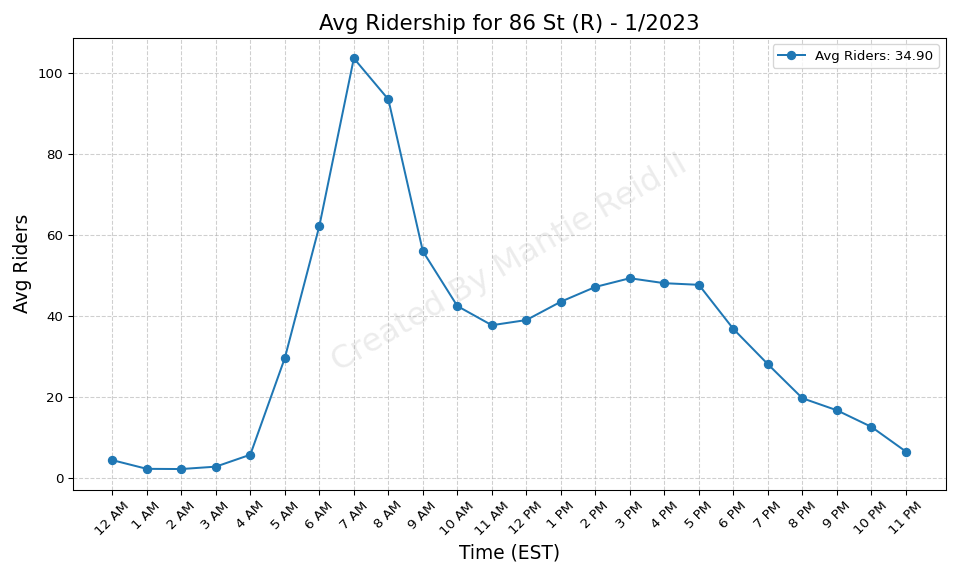 Avg Ridership for 86 St (R) - 1/2023
Avg Riders: 34.90
Avg Riders
100
80
60
40
20
0
Created By Mantie Reid II
12 AM
1 AM
2 AM
3 AM
4 AM
5 AM
6 AM
7 AM
8 AM
9 AM
10 AM
11 AM
12 PM
1 PM
2 PM
3 PM
4 PM
5 PM
6 PM
7 PM
8 PM
9 PM
10 PM
11 PM
Time (EST)